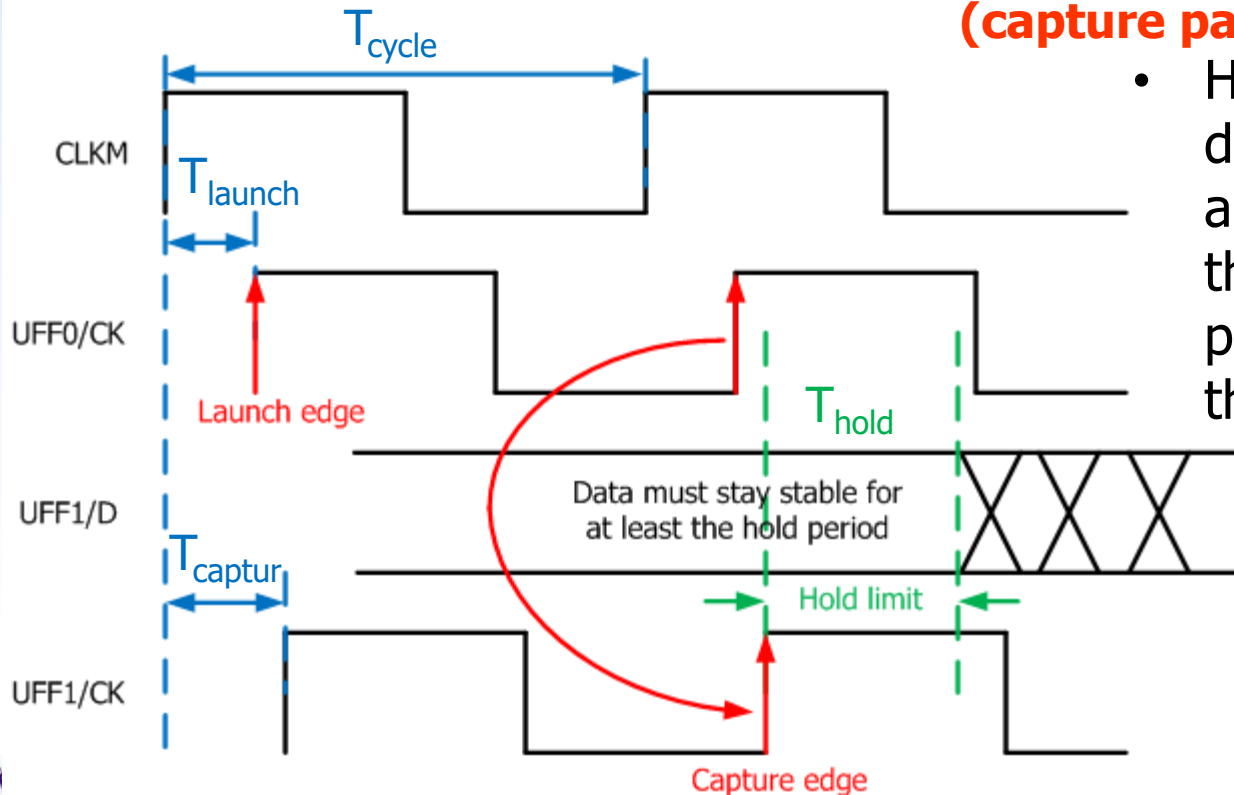 T cycle
(capture pa
CLKM
T launch
• H
d
a
th
p
th
UFF0/CK
Launch edge
T hold
UFF1/D
Data must stay stable for
at least the hold period
T captur
Hold limit
UFF1/CK
Capture edge